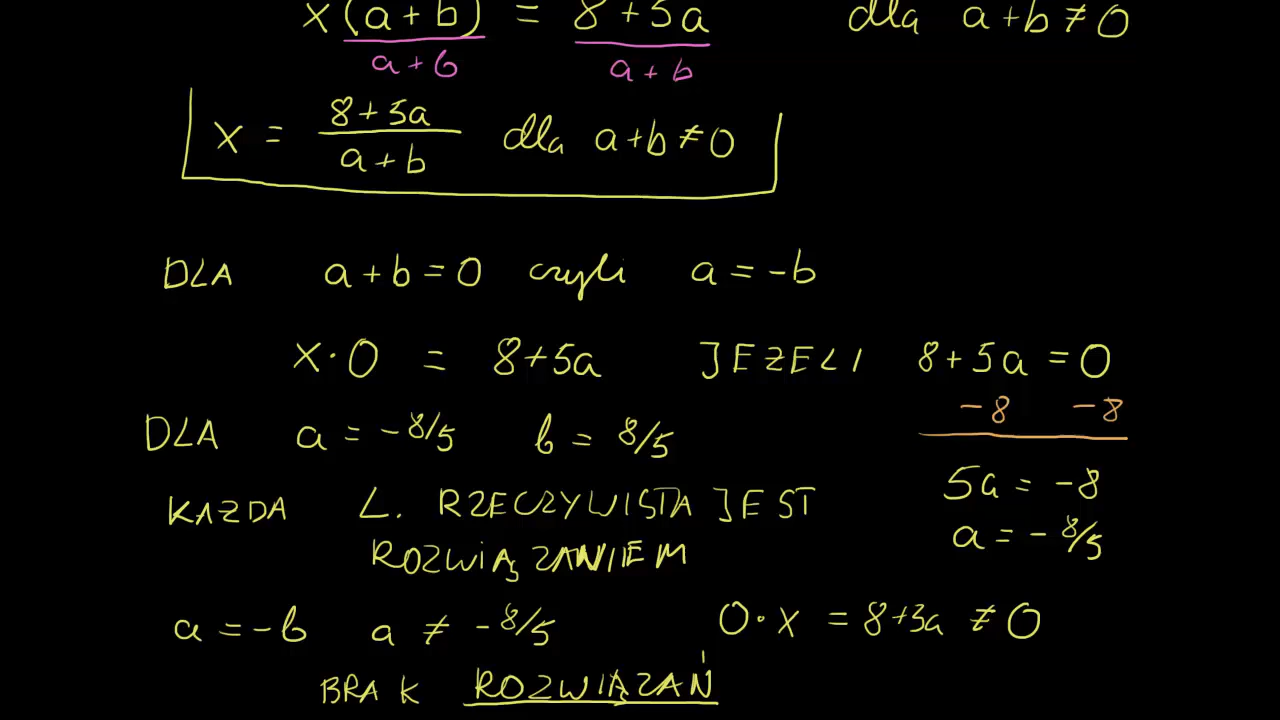 x(a+b) = 8+5a dla a+b≠0
a+b a+b
x = 8+5a / a+b dla a+b≠0
DLA a+b=0 czyli a=-b
x·0 = 8+5a JEZELI 8+5a=0
-8 -8
DLA a=-8/5 b=8/5
5a=-8
KAZDA L. RZECZYWISTA JEST
a=-8/5
ROZWIĄZANIEM
a=-b a≠-8/5 0·x=8+5a≠0
BRAK ROZWIĄZAŃ